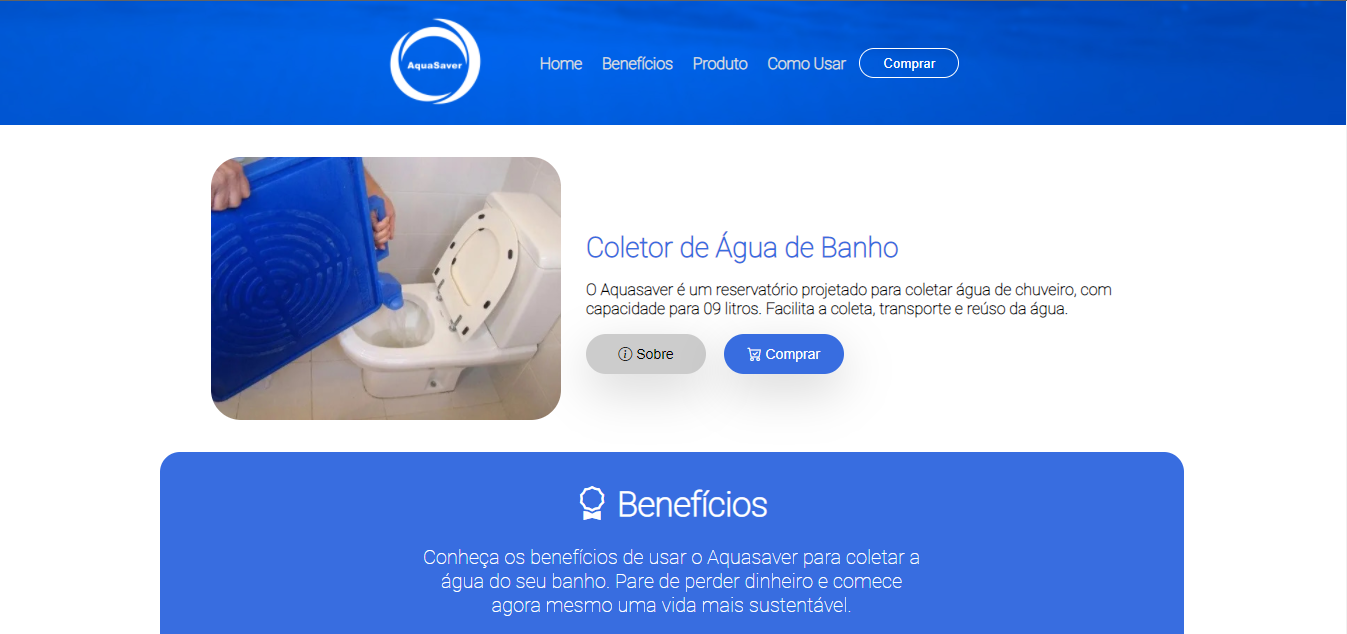 AquaSaver
Home
Benefícios
Produto
Como Usar
Comprar
Coletor de Água de Banho
O Aquasaver é um reservatório projetado para coletar água de chuveiro, com
capacidade para 09 litros. Facilita a coleta, transporte e reúso da água.
Sobre
Comprar
Benefícios
Conheça os benefícios de usar o Aquasaver para coletar a
água do seu banho. Pare de perder dinheiro e comece
agora mesmo uma vida mais sustentável.